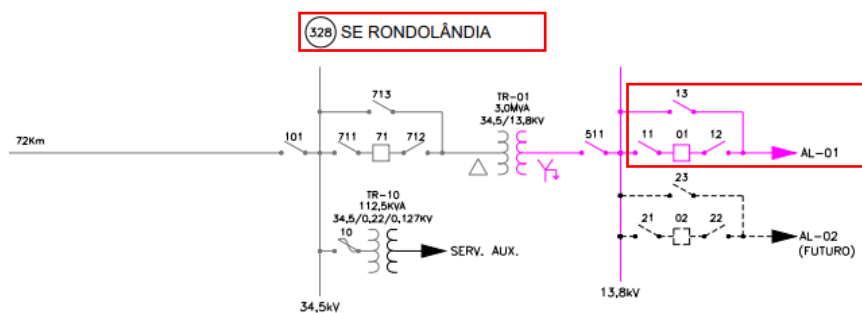 328 SE RONDOLÂNDIA
713
TR-01
3,0MVA
34,5/13,8KV
13
72Km
101
711
71
712
511
11
01
12
AL-01
TR-10
112,5KVA
34,5/0,22/0,127KV
10
SERV. AUX.
23
21
02
22
AL-02
(FUTURO)
34,5kV
13,8kV